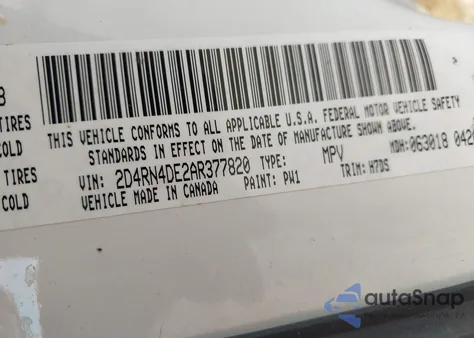 8
TIRES
COLD
TIRES
COLD
THIS VEHICLE CONFORMS TO ALL APPLICABLE U.S.A. FEDERAL MOTOR VEHICLE SAFETY
STANDARDS IN EFFECT ON THE DATE OF MANUFACTURE SHOWN ABOVE.
VIN: 2D4RN4DE2AR377820 TYPE: MPV MDH: 063018 042
VEHICLE MADE IN CANADA PAINT: PW1 TRIM: H7DS
autoSnap